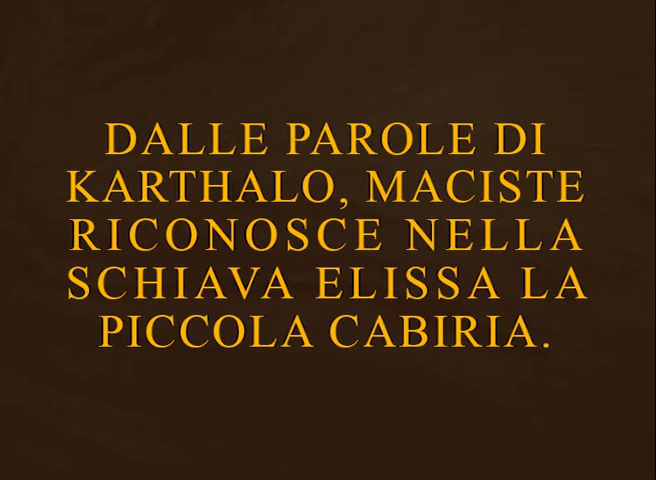 DALLE PAROLE DI
KARTHALO, MACISTE
RICONOSCE NELLA
SCHIAVA ELISSA LA
PICCOLA CABIRIA.